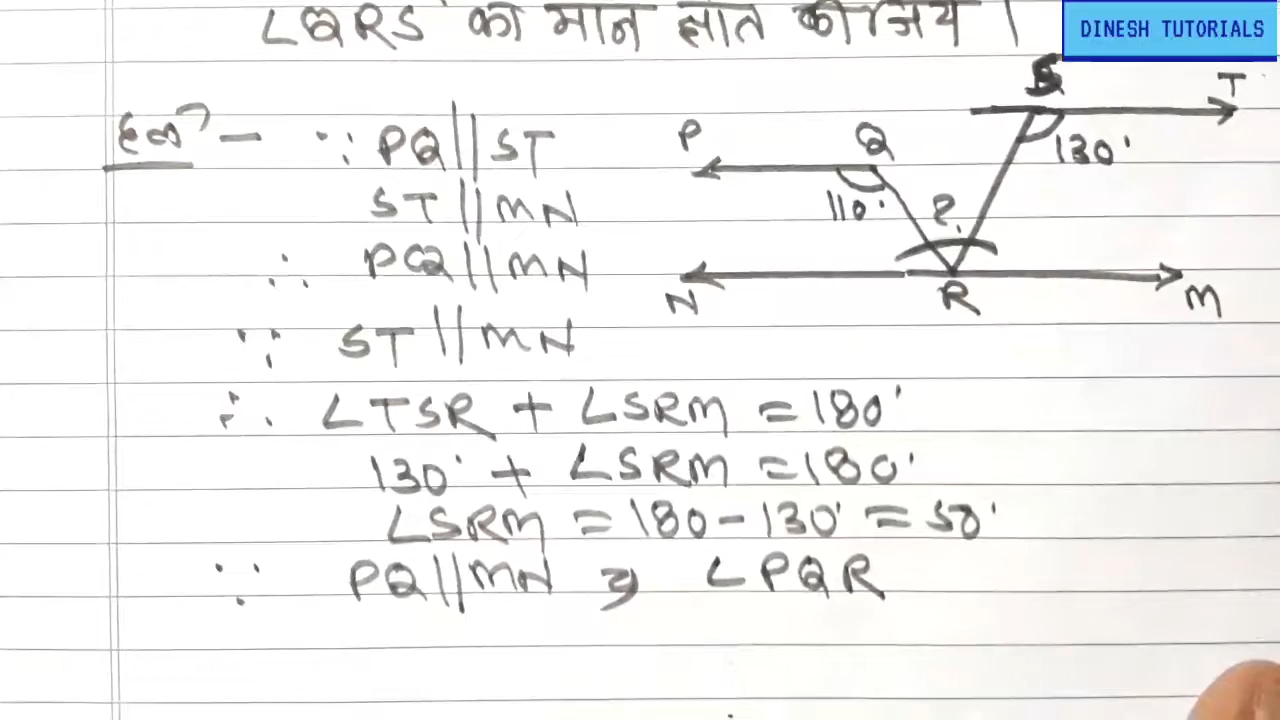 ∠QRS का मान ज्ञात कीजिये ।
DINESH TUTORIALS
हल - ∵ PQ || ST
ST || MN
∴ PQ || MN
∵ ST || MN
∴ ∠TSR + ∠SRM = 180°
130° + ∠SRM = 180°
∠SRM = 180 - 130° = 50°
∵ PQ || MN ⇒ ∠PQR
S T
130°
P Q
110° ?
N R M